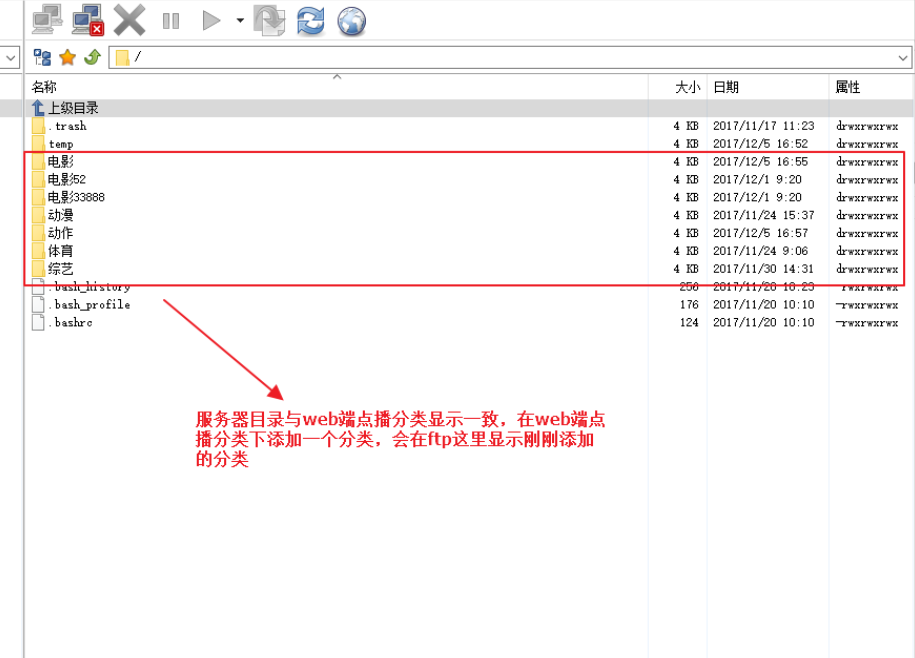 /
名称 大小 日期 属性
上级目录
.trash 4 KB 2017/11/17 11:23 drwxrwxrwx
temp 4 KB 2017/12/5 16:52 drwxrwxrwx
电影 4 KB 2017/12/5 16:55 drwxrwxrwx
电影52 4 KB 2017/12/1 9:20 drwxrwxrwx
电影33888 4 KB 2017/12/1 9:20 drwxrwxrwx
动漫 4 KB 2017/11/24 15:37 drwxrwxrwx
动作 4 KB 2017/12/5 16:57 drwxrwxrwx
体育 4 KB 2017/11/24 9:06 drwxrwxrwx
综艺 4 KB 2017/11/30 14:31 drwxrwxrwx
.bash_history 2017/11/28 -rwxrwxrwx
.bash_profile 176 2017/11/20 10:10 -rwxrwxrwx
.bashrc 124 2017/11/20 10:10 -rwxrwxrwx
服务器目录与web端点播分类显示一致，在web端点
播分类下添加一个分类，会在ftp这里显示刚刚添加
的分类